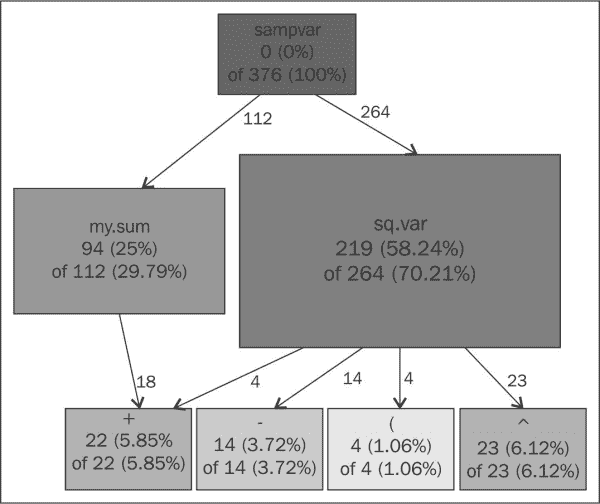 sampvar
0 (0%)
of 376 (100%)
112
264
my.sum
94 (25%)
of 112 (29.79%)
sq.var
219 (58.24%)
of 264 (70.21%)
18
4
14
4
23
+
22 (5.85%
of 22 (5.85%)
-
14 (3.72%)
of 14 (3.72%)
(
4 (1.06%)
of 4 (1.06%)
^
23 (6.12%)
of 23 (6.12%)